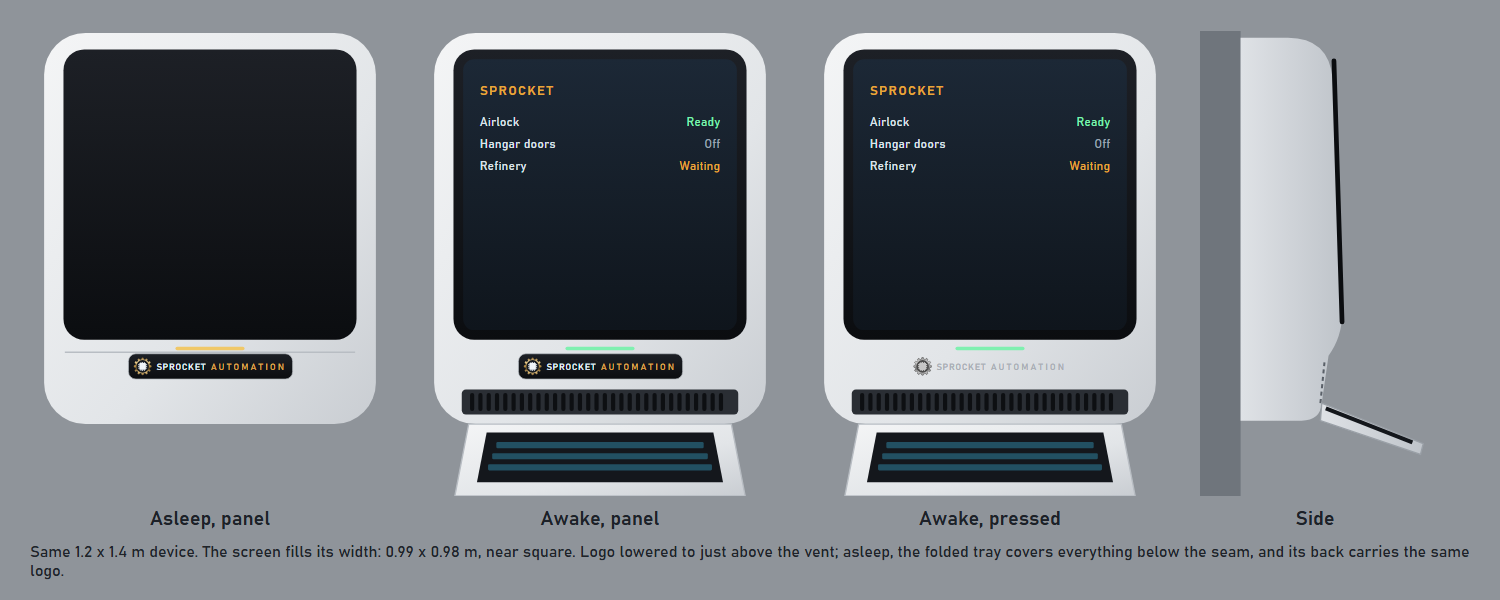 SPROCKET
Airlock Ready
Hangar doors Off
Refinery Waiting
SPROCKET AUTOMATION
SPROCKET
Airlock Ready
Hangar doors Off
Refinery Waiting
SPROCKET AUTOMATION
SPROCKET AUTOMATION
Asleep, panel
Awake, panel
Awake, pressed
Side
Same 1.2 x 1.4 m device. The screen fills its width: 0.99 x 0.98 m, near square. Logo lowered to just above the vent; asleep, the folded tray covers everything below the seam, and its back carries the same
logo.